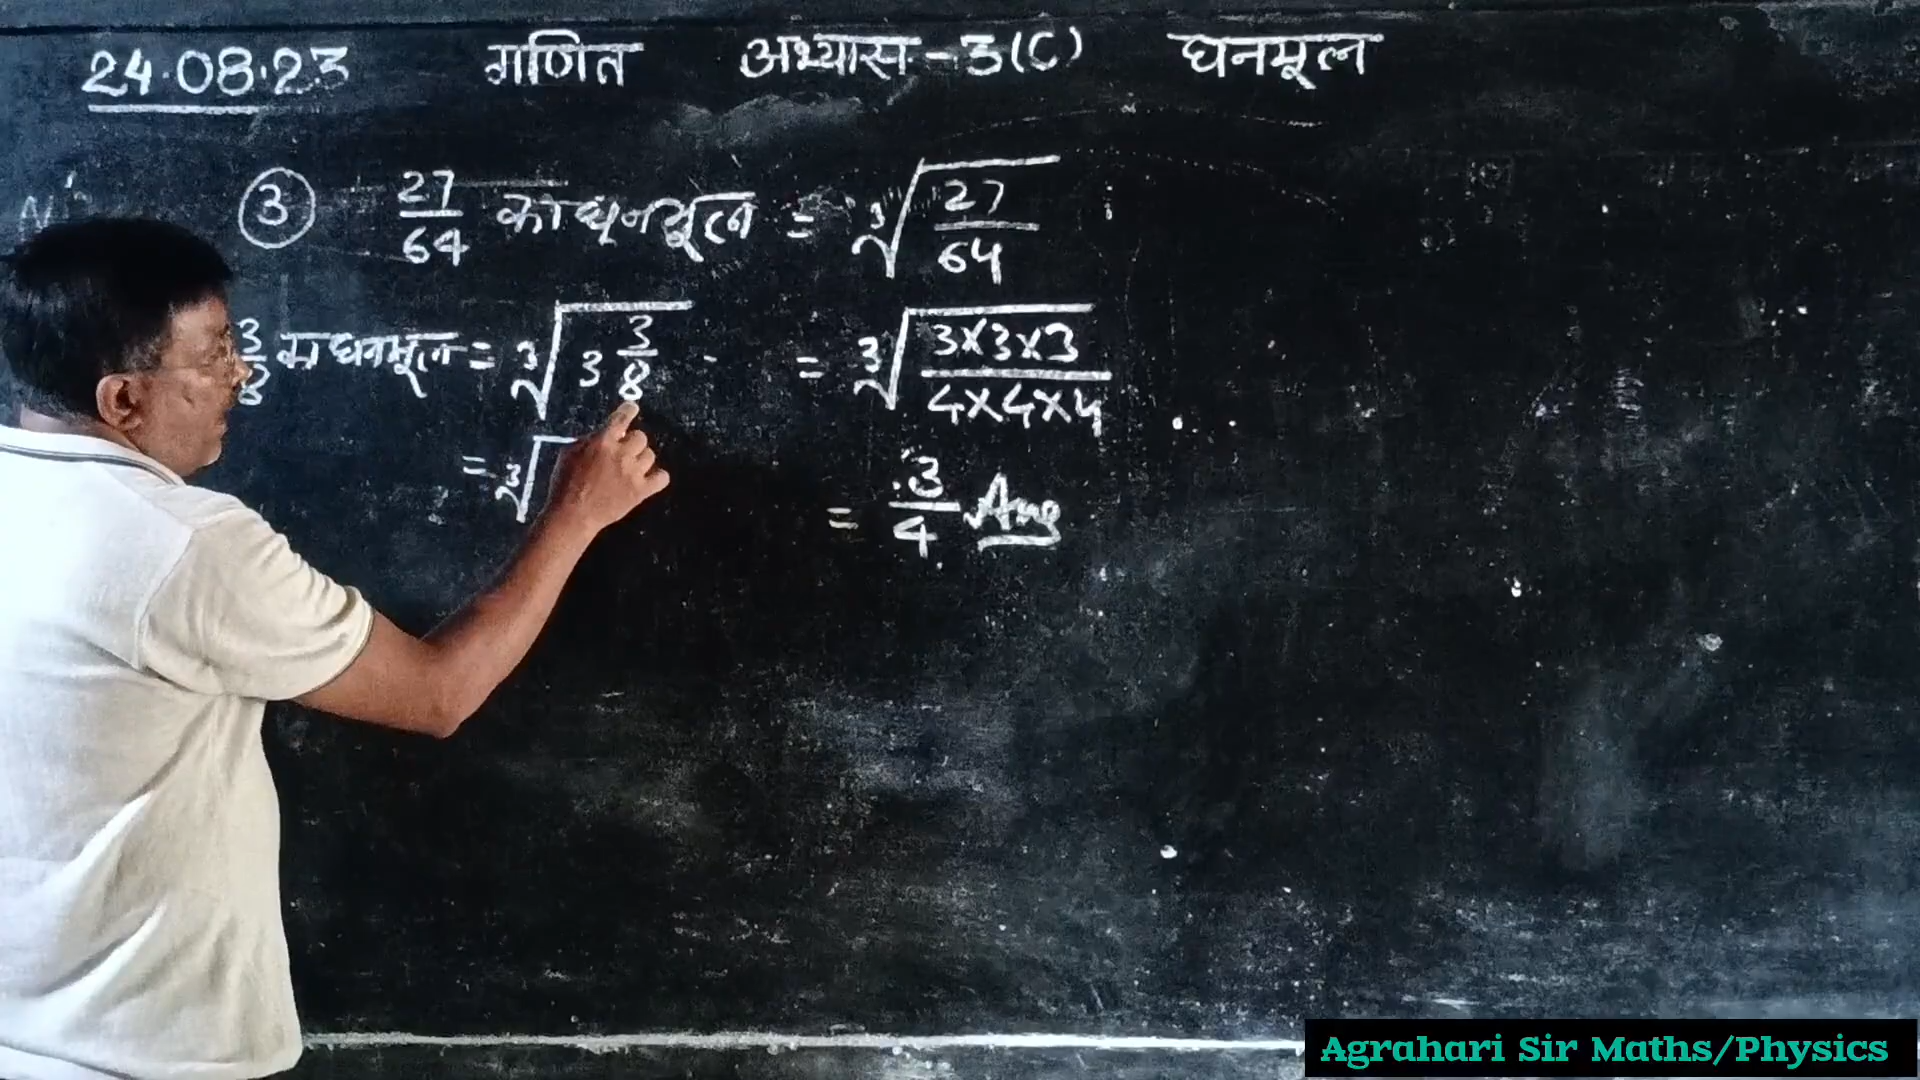 24.08.23 गणित अभ्यास-3(C) घनमूल
③ 27/64 का घनमूल = ∛(27/64)
3/8 का घनमूल = ∛(3 3/8)
= ∛
= ∛((3×3×3)/(4×4×4))
= 3/4 Ans
Agrahari Sir Maths/Physics